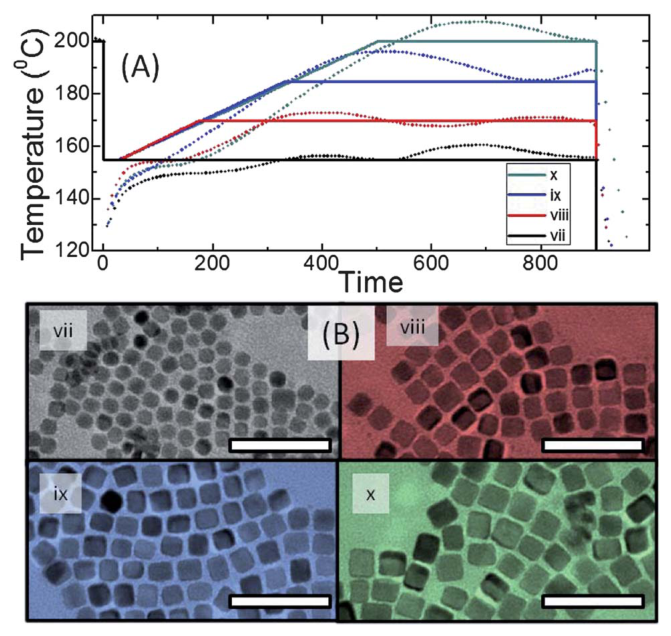 200
180
160
140
120
Temperature (⁰C)
(A)
x
ix
viii
vii
0
200
400
600
800
Time
vii
(B)
viii
ix
x